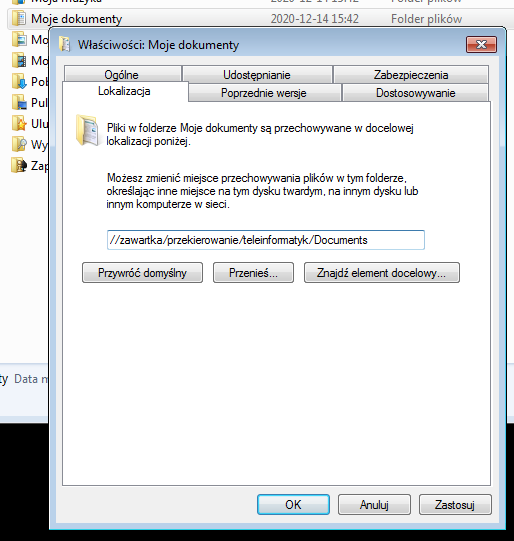 Moja muzyka 2020-12-14 15:42 Folder plików
Moje dokumenty 2020-12-14 15:42 Folder plików
Mo
Właściwości: Moje dokumenty
Mo
Pob
Pul
Ulu
Wy
Zap
Ogólne Udostępnianie Zabezpieczenia
Lokalizacja Poprzednie wersje Dostosowywanie
Pliki w folderze Moje dokumenty są przechowywane w docelowej
lokalizacji poniżej.
Możesz zmienić miejsce przechowywania plików w tym folderze,
określając inne miejsce na tym dysku twardym, na innym dysku lub
innym komputerze w sieci.
//zawartka/przekierowanie/teleinformatyk/Documents
Przywróć domyślny Przenieś... Znajdź element docelowy...
ty Data m
OK Anuluj Zastosuj